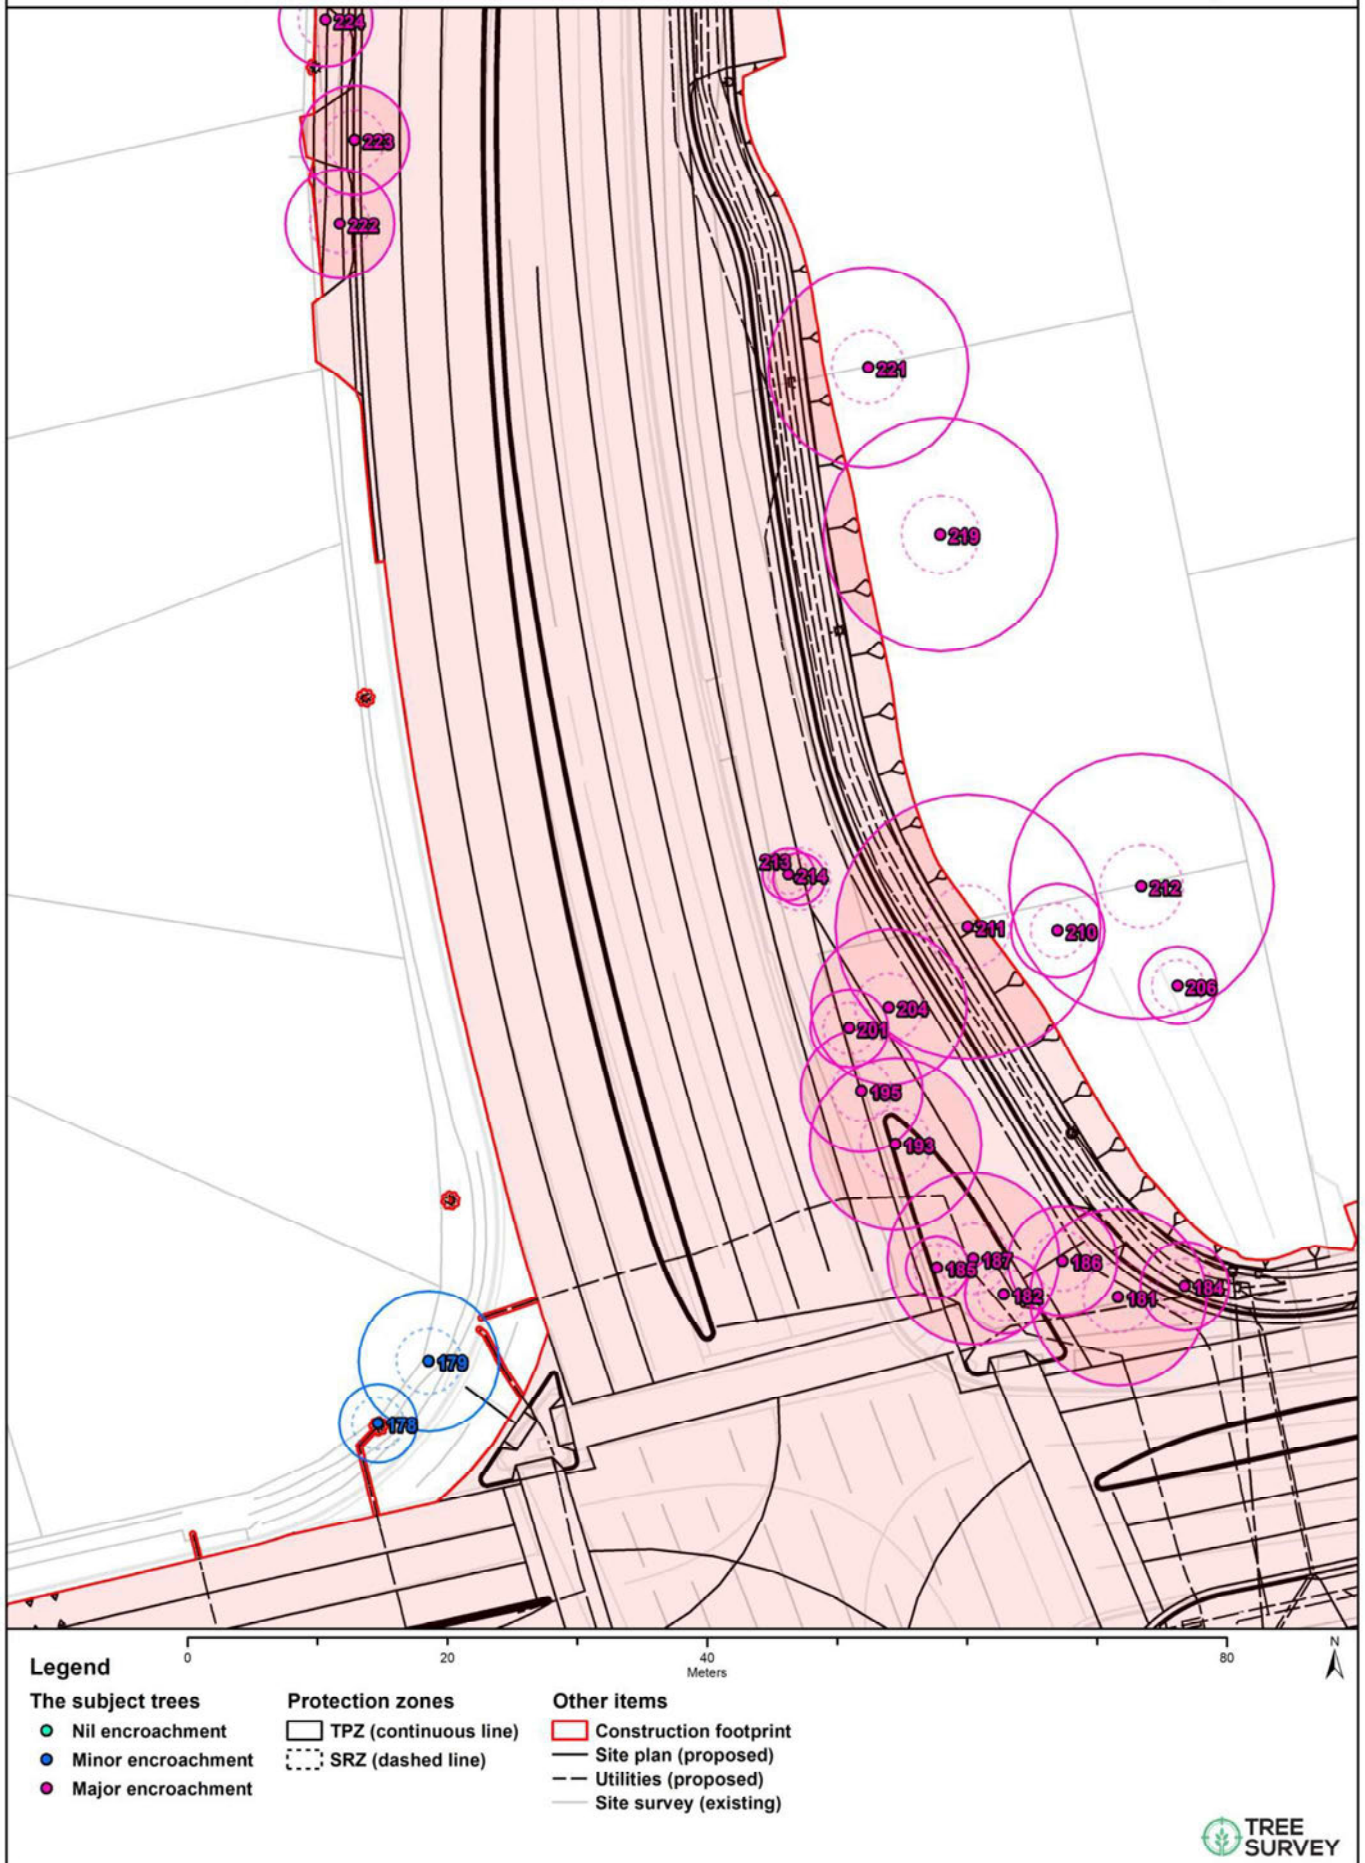 224
223
222
221
219
213
214
212
211
210
206
204
201
195
193
187
185
186
182
181
184
179
178
0 20 40 80
Meters
N
Legend
The subject trees
Nil encroachment
Minor encroachment
Major encroachment
Protection zones
TPZ (continuous line)
SRZ (dashed line)
Other items
Construction footprint
Site plan (proposed)
Utilities (proposed)
Site survey (existing)
TREE
SURVEY